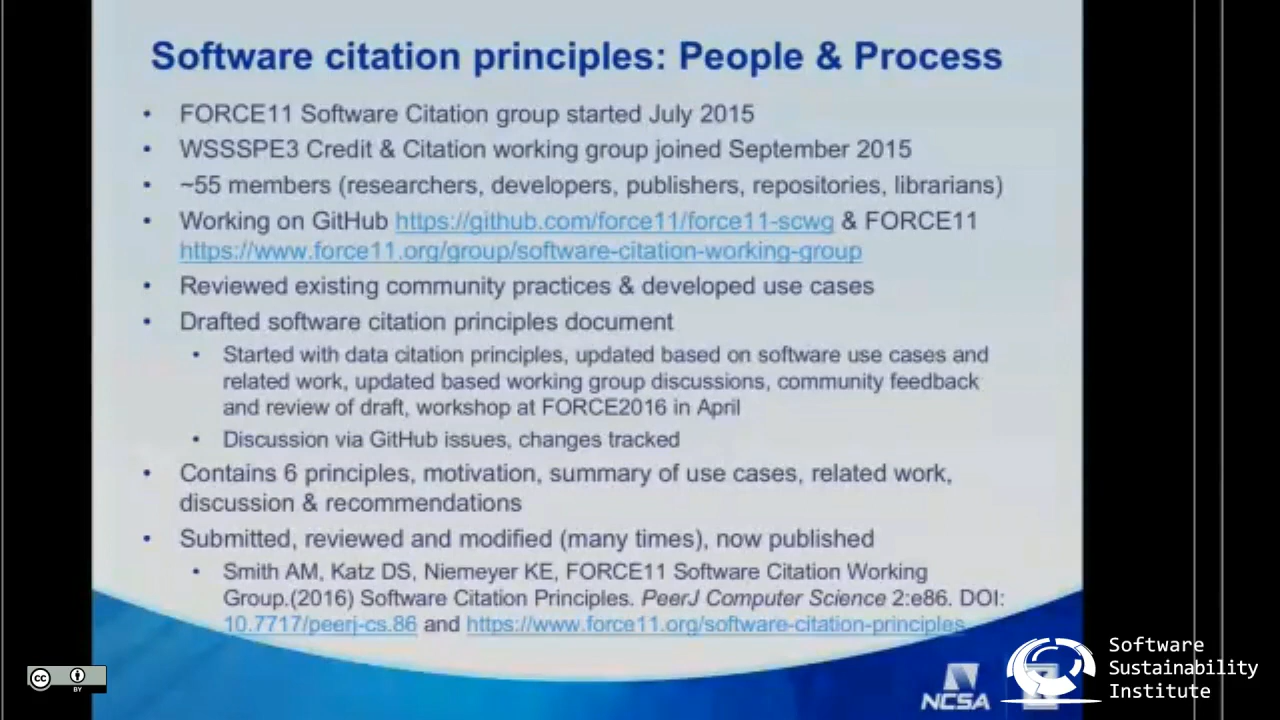 Software citation principles: People & Process
• FORCE11 Software Citation group started July 2015
• WSSSPE3 Credit & Citation working group joined September 2015
• ~55 members (researchers, developers, publishers, repositories, librarians)
• Working on GitHub https://github.com/force11/force11-scwg & FORCE11
https://www.force11.org/group/software-citation-working-group
• Reviewed existing community practices & developed use cases
• Drafted software citation principles document
• Started with data citation principles, updated based on software use cases and
related work, updated based working group discussions, community feedback
and review of draft, workshop at FORCE2016 in April
• Discussion via GitHub issues, changes tracked
• Contains 6 principles, motivation, summary of use cases, related work,
discussion & recommendations
• Submitted, reviewed and modified (many times), now published
• Smith AM, Katz DS, Niemeyer KE, FORCE11 Software Citation Working
Group.(2016) Software Citation Principles. PeerJ Computer Science 2:e86. DOI:
10.7717/peerj-cs.86 and https://www.force11.org/software-citation-principles
NCSA
Software
Sustainability
Institute
cc
BY